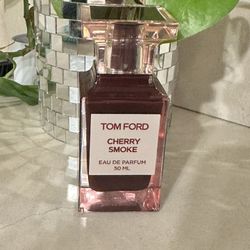 TOM FORD
CHERRY
SMOKE
EAU DE PARFUM
50 ML